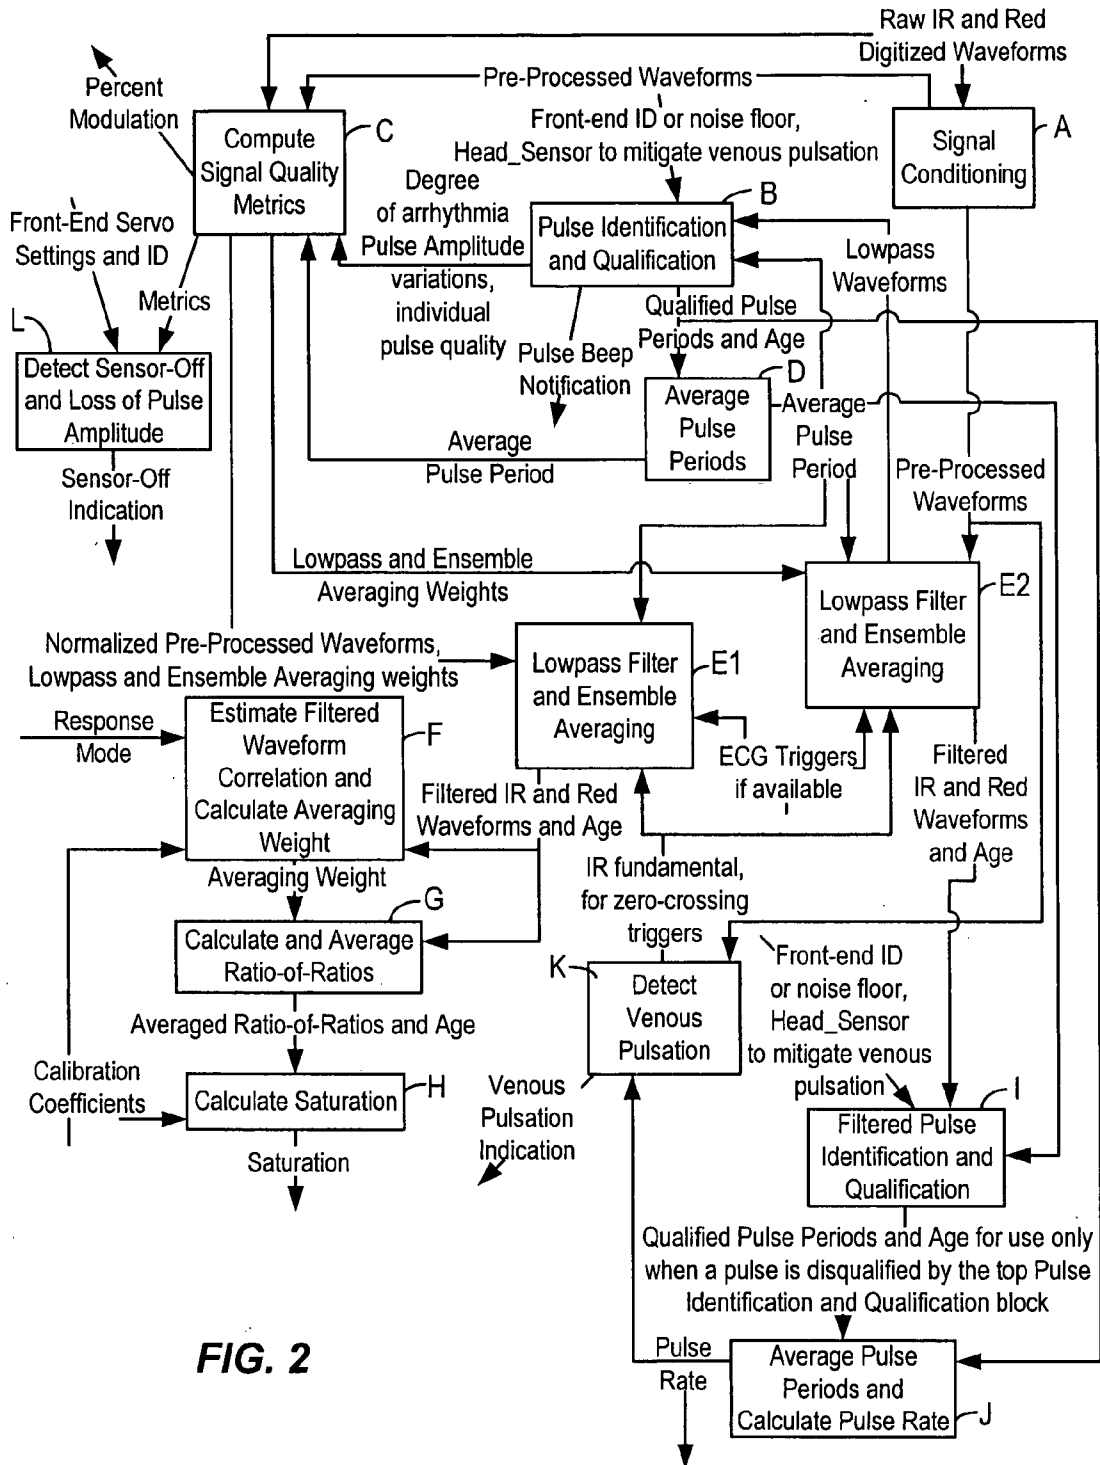 Raw IR and Red
Digitized Waveforms
Pre-Processed Waveforms
Percent
Modulation
C
Compute
Signal Quality
Metrics
Front-end ID or noise floor,
Head_Sensor to mitigate venous pulsation
A
Signal
Conditioning
Degree
of arrhythmia
Pulse Amplitude
variations,
individual
pulse quality
B
Pulse Identification
and Qualification
Lowpass
Waveforms
Front-End Servo
Settings and ID
Metrics
L
Detect Sensor-Off
and Loss of Pulse
Amplitude
Sensor-Off
Indication
Qualified Pulse
Periods and Age
Pulse Beep
Notification
D
Average
Pulse
Periods
Average
Pulse
Period
Average
Pulse Period
Pre-Processed
Waveforms
Lowpass and Ensemble
Averaging Weights
E2
Lowpass Filter
and Ensemble
Averaging
Normalized Pre-Processed Waveforms,
Lowpass and Ensemble Averaging weights
E1
Lowpass Filter
and Ensemble
Averaging
Response
Mode
F
Estimate Filtered
Waveform
Correlation and
Calculate Averaging
Weight
ECG Triggers
if available
Filtered
IR and Red
Waveforms
and Age
Filtered IR and Red
Waveforms and Age
Averaging Weight
IR fundamental,
for zero-crossing
triggers
G
Calculate and Average
Ratio-of-Ratios
K
Detect
Venous
Pulsation
Front-end ID
or noise floor,
Head_Sensor
to mitigate venous
pulsation
Averaged Ratio-of-Ratios and Age
Calibration
Coefficients
H
Calculate Saturation
Saturation
Venous
Pulsation
Indication
I
Filtered Pulse
Identification and
Qualification
Qualified Pulse Periods and Age for use only
when a pulse is disqualified by the top Pulse
Identification and Qualification block
Pulse
Rate
Average Pulse
Periods and
Calculate Pulse Rate
J
FIG. 2